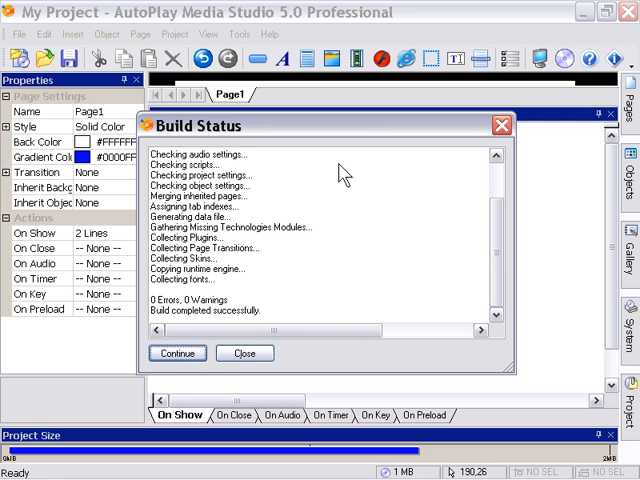 My Project - AutoPlay Media Studio 5.0 Professional
File Edit Insert Object Page Project View Tools Help
Properties
Page1
Page Settings
Name Page1
Style Solid Color
Back Color #FFFFFF
Gradient Col #0000FF
Transition None
Inherit Backg None
Inherit Objec None
Actions
On Show 2 Lines
On Close -- None --
On Audio -- None --
On Timer -- None --
On Key -- None --
On Preload -- None --
Build Status
Checking audio settings...
Checking scripts...
Checking project settings...
Checking object settings...
Merging inherited pages...
Assigning tab indexes...
Generating data file...
Gathering Missing Technologies Modules...
Collecting Plugins...
Collecting Page Transitions...
Collecting Skins...
Copying runtime engine...
Collecting fonts...
0 Errors, 0 Warnings
Build completed successfully.
Continue Close
Pages
Objects
Gallery
System
Project
On Show On Close On Audio On Timer On Key On Preload
Project Size
0MB 2MB
Ready 1 MB 190,26 NO SEL NO SEL